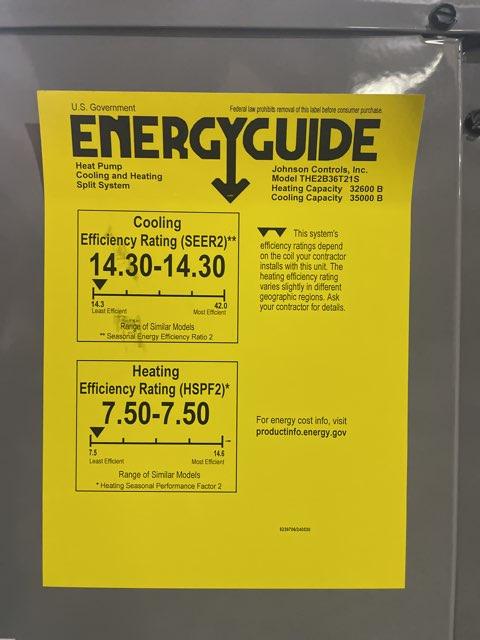 U.S. Government
Federal law prohibits removal of this label before consumer purchase.
ENERGYGUIDE
Heat Pump
Cooling and Heating
Split System
Johnson Controls, Inc.
Model THE2B36T21S
Heating Capacity 32600 B
Cooling Capacity 35000 B
Cooling
Efficiency Rating (SEER2)**
14.30-14.30
14.3 42.0
Least Efficient Most Efficient
Range of Similar Models
** Seasonal Energy Efficiency Ratio 2
This system's
efficiency ratings depend
on the coil your contractor
installs with this unit. The
heating efficiency rating
varies slightly in different
geographic regions. Ask
your contractor for details.
Heating
Efficiency Rating (HSPF2)*
7.50-7.50
7.5 14.6
Least Efficient Most Efficient
Range of Similar Models
* Heating Seasonal Performance Factor 2
For energy cost info, visit
productinfo.energy.gov